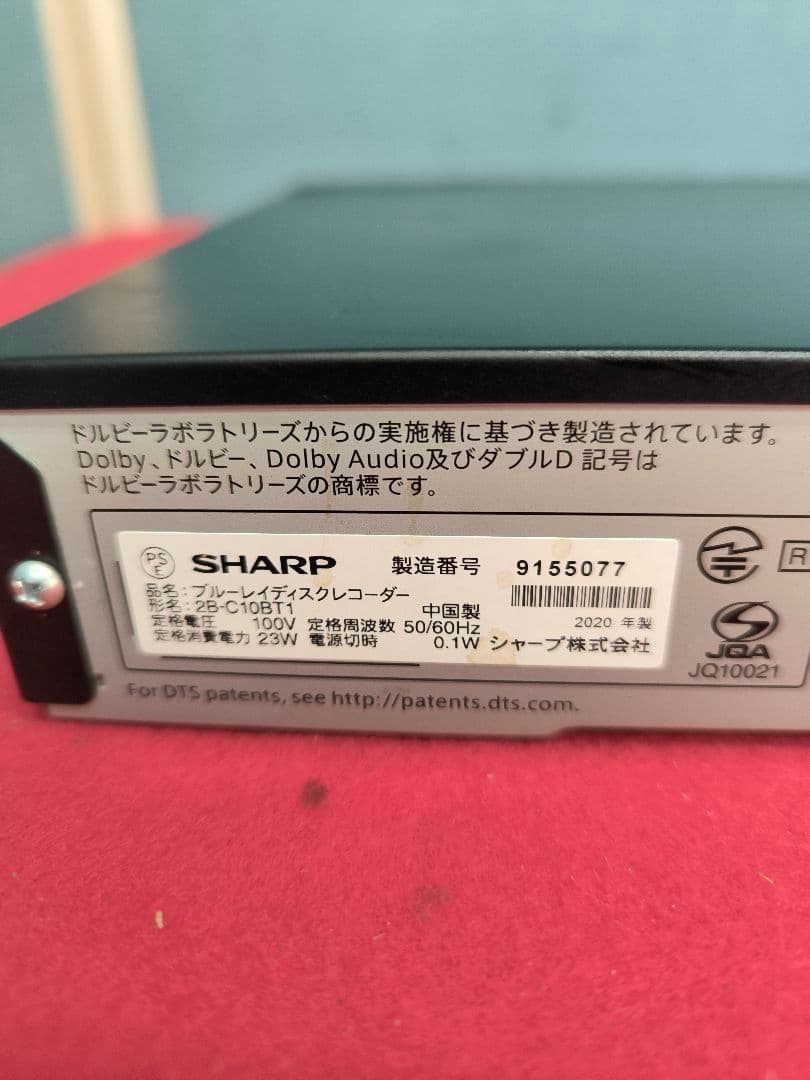 ドルビーラボラトリーズからの実施権に基づき製造されています。
Dolby、ドルビー、Dolby Audio及びダブルD 記号は
ドルビーラボラトリーズの商標です。
PSE SHARP 製造番号 9155077
品名:ブルーレイディスクレコーダー
形名:2B-C10BT1 中国製
定格電圧 100V 定格周波数 50/60Hz 2020 年製
定格消費電力 23W 電源切時 0.1W シャープ株式会社
R
JQA
JQ10021
For DTS patents, see http://patents.dts.com.